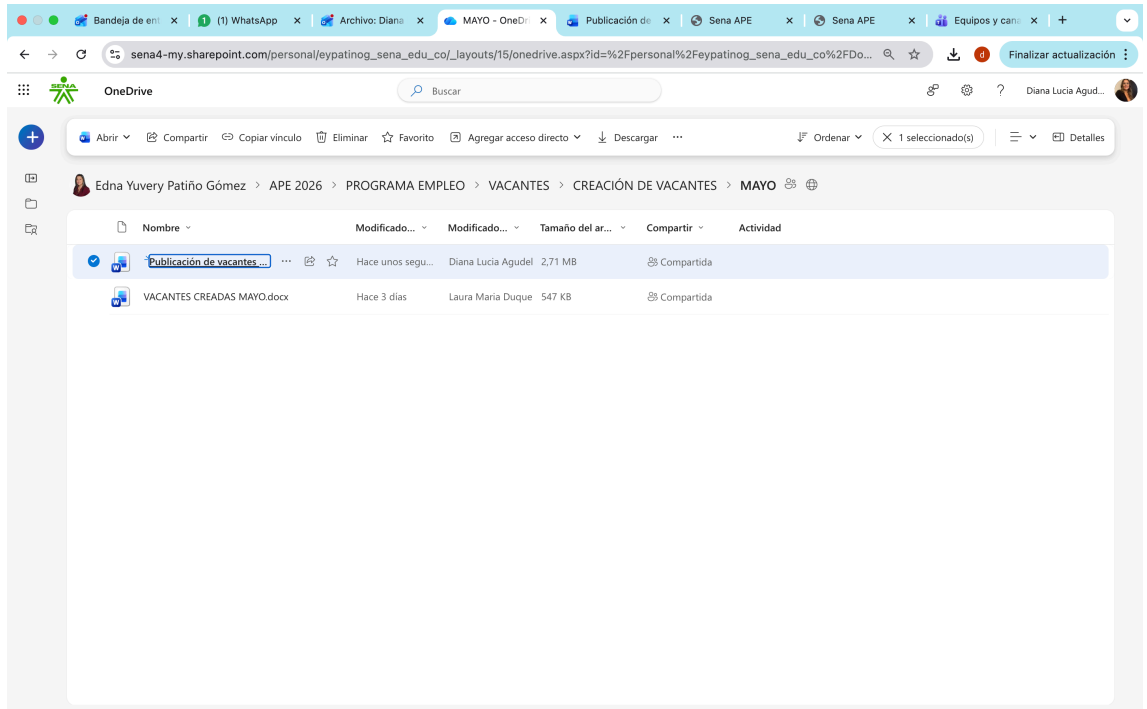 Bandeja de ent
(1) WhatsApp
Archivo: Diana
MAYO - OneDri
Publicación de
Sena APE
Sena APE
Equipos y cana
sena4-my.sharepoint.com/personal/eypatinog_sena_edu_co/_layouts/15/onedrive.aspx?id=%2Fpersonal%2Feypatinog_sena_edu_co%2FDo...
d
Finalizar actualización
SENA
OneDrive
Buscar
Diana Lucia Agud...
Abrir
Compartir
Copiar vínculo
Eliminar
Favorito
Agregar acceso directo
Descargar
Ordenar
1 seleccionado(s)
Detalles
Edna Yuvery Patiño Gómez > APE 2026 > PROGRAMA EMPLEO > VACANTES > CREACIÓN DE VACANTES > MAYO
Nombre
Modificado...
Modificado...
Tamaño del ar...
Compartir
Actividad
Publicación de vacantes ...
Hace unos segu...
Diana Lucia Agudel
2,71 MB
Compartida
VACANTES CREADAS MAYO.docx
Hace 3 días
Laura Maria Duque
547 KB
Compartida